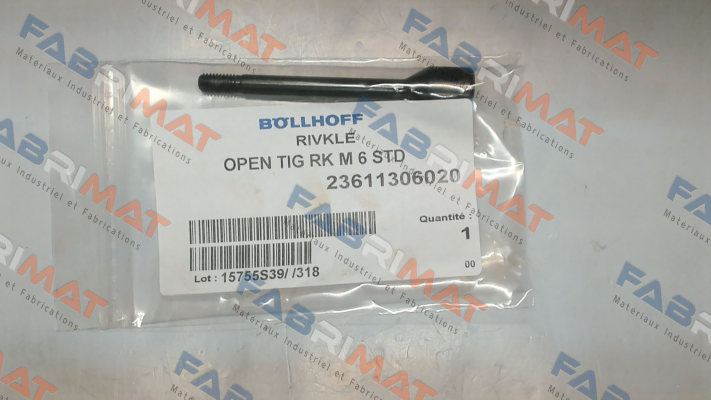 BÖLLHOFF
RIVKLE
OPEN TIG RK M 6 STD
23611306020
Quantité :
1
Lot : 15755S39/ /318
00
FABRIMAT
Materiaux Industriel et Fabrications